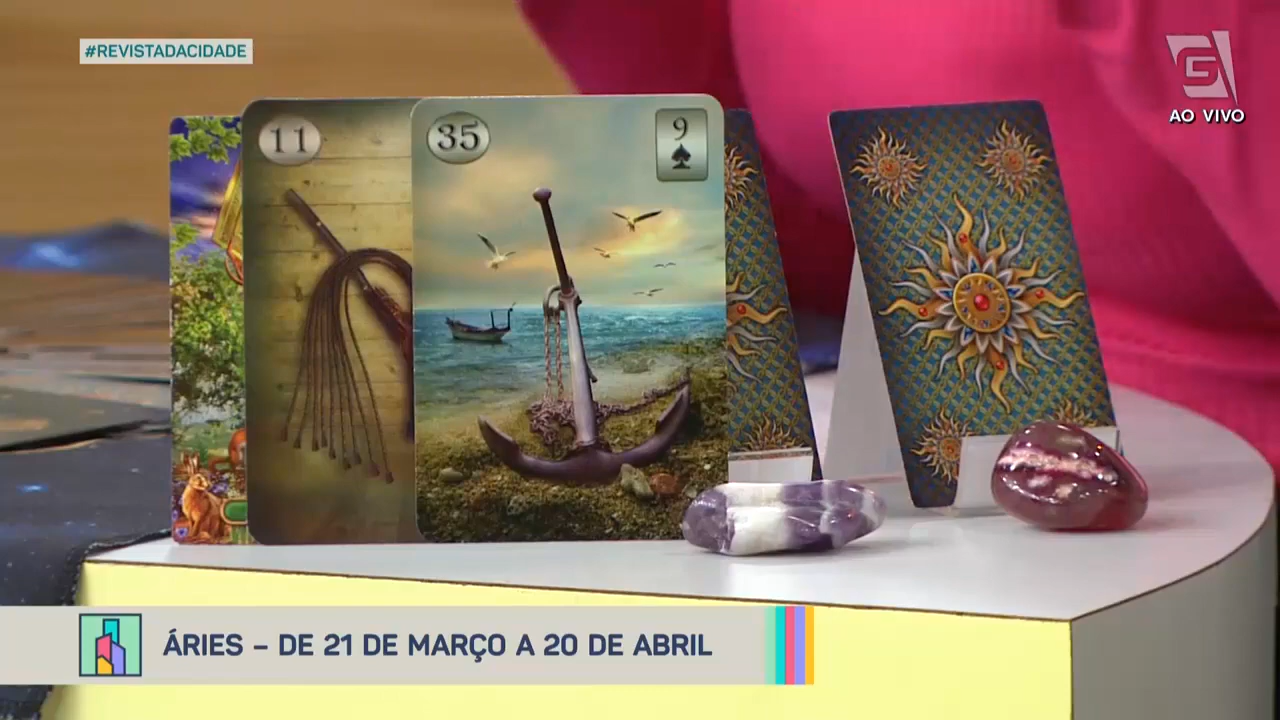 #REVISTADACIDADE
AO VIVO
11
35
9
ÁRIES – DE 21 DE MARÇO A 20 DE ABRIL